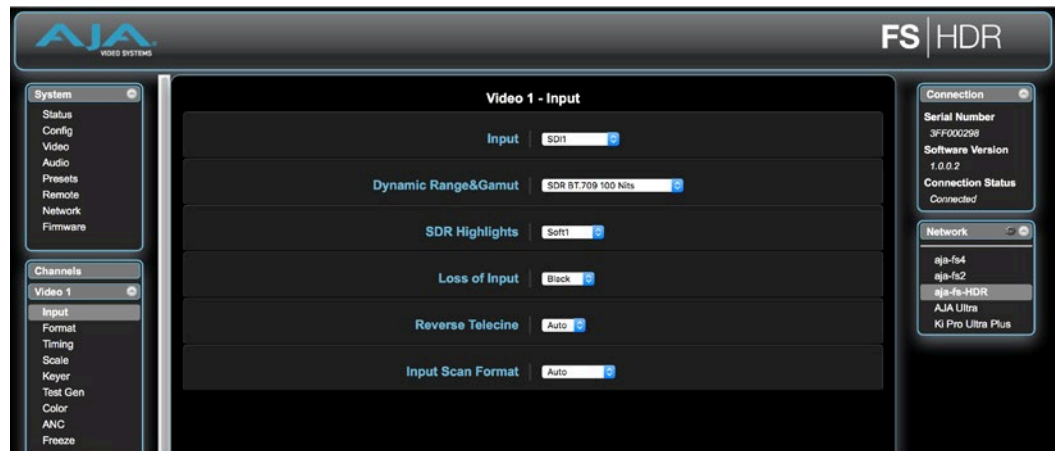 AJA
VIDEO SYSTEMS
FS|HDR
System
Status
Config
Video
Audio
Presets
Remote
Network
Firmware
Channels
Video 1
Input
Format
Timing
Scale
Keyer
Test Gen
Color
ANC
Freeze
Video 1 - Input
Input SDI1
Dynamic Range&Gamut SDR BT.709 100 Nits
SDR Highlights Soft1
Loss of Input Black
Reverse Telecine Auto
Input Scan Format Auto
Connection
Serial Number
3FF000298
Software Version
1.0.0.2
Connection Status
Connected
Network
aja-fs4
aja-fs2
aja-fs-HDR
AJA Ultra
Ki Pro Ultra Plus